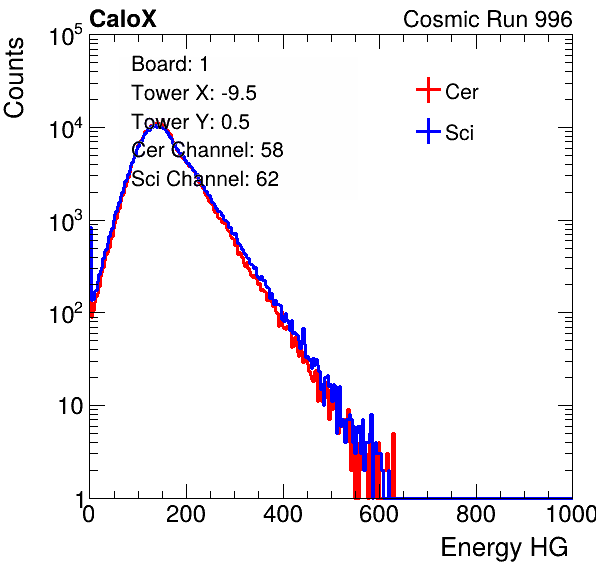 CaloX Cosmic Run 996
Counts
10^5
10^4
10^3
10^2
10
1
Board: 1
Tower X: -9.5
Tower Y: 0.5
Cer Channel: 58
Sci Channel: 62
Cer
Sci
0 200 400 600 800 1000
Energy HG